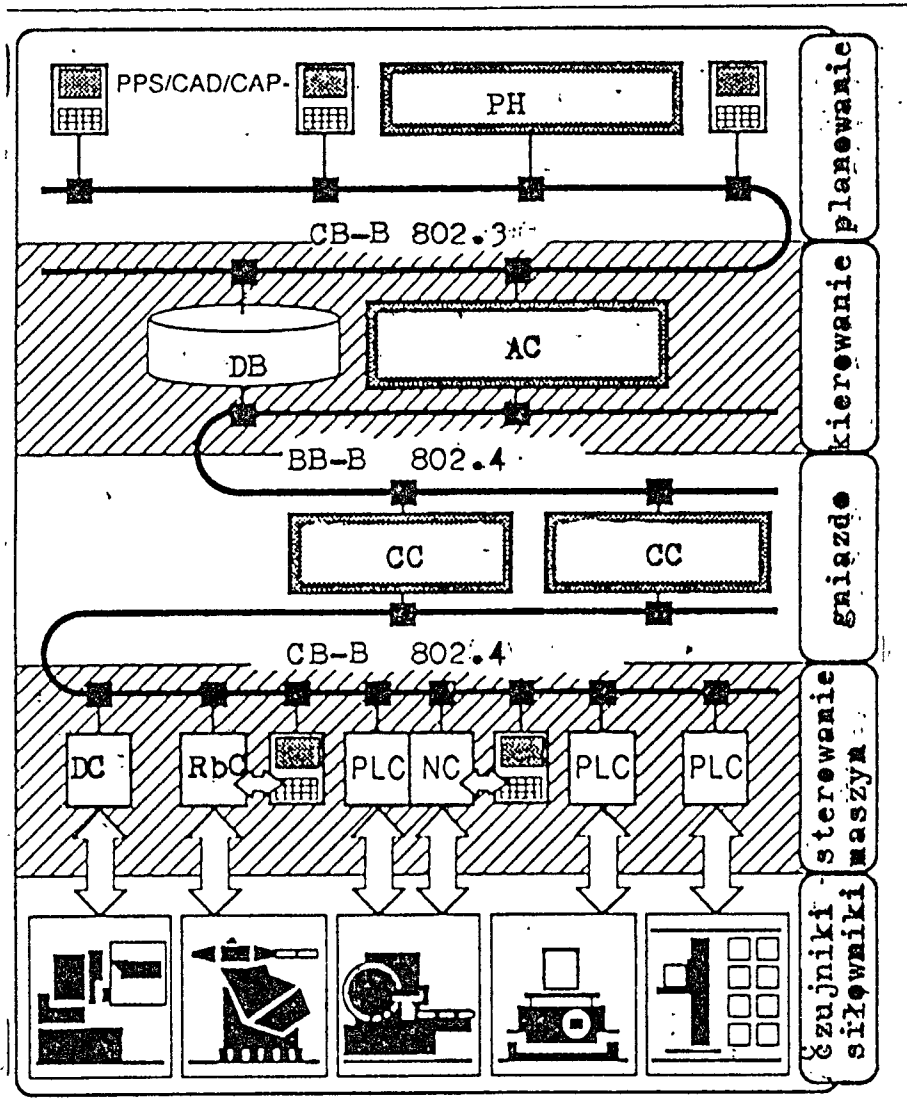 PPS/CAD/CAP-
PH
planowanie
CB-B 802.3
DB
AC
kierowanie
BB-B 802.4
CC
CC
gniazdo
CB-B 802.4
DC
RbC
PLC
NC
PLC
PLC
sterowanie
maszyn
Czujniki
siłowniki